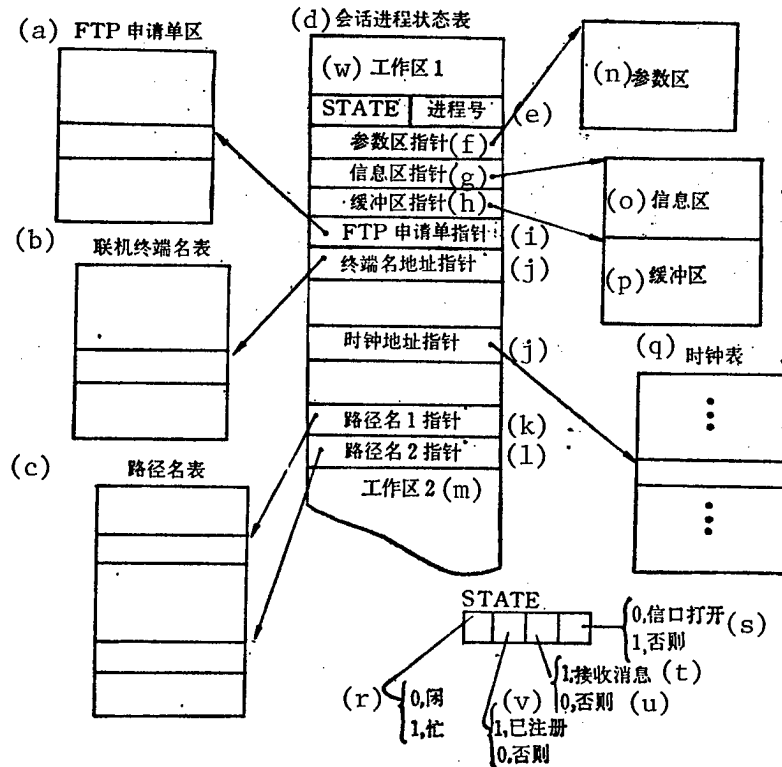 (a) FTP 申请单区
(b) 联机终端名表
(c) 路径名表
(d) 会话进程状态表
(w) 工作区1
STATE 进程号 (e)
参数区指针 (f)
信息区指针 (g)
缓冲区指针 (h)
FTP 申请单指针 (i)
终端名地址指针 (j)
时钟地址指针 (j)
路径名1指针 (k)
路径名2指针 (l)
工作区2 (m)
(n) 参数区
(o) 信息区
(p) 缓冲区
(q) 时钟表
STATE
0,信口打开 (s)
1,否则
1,接收消息 (t)
0,否则 (u)
(v)
1,已注册
0,否则
(r)
0,闲
1,忙